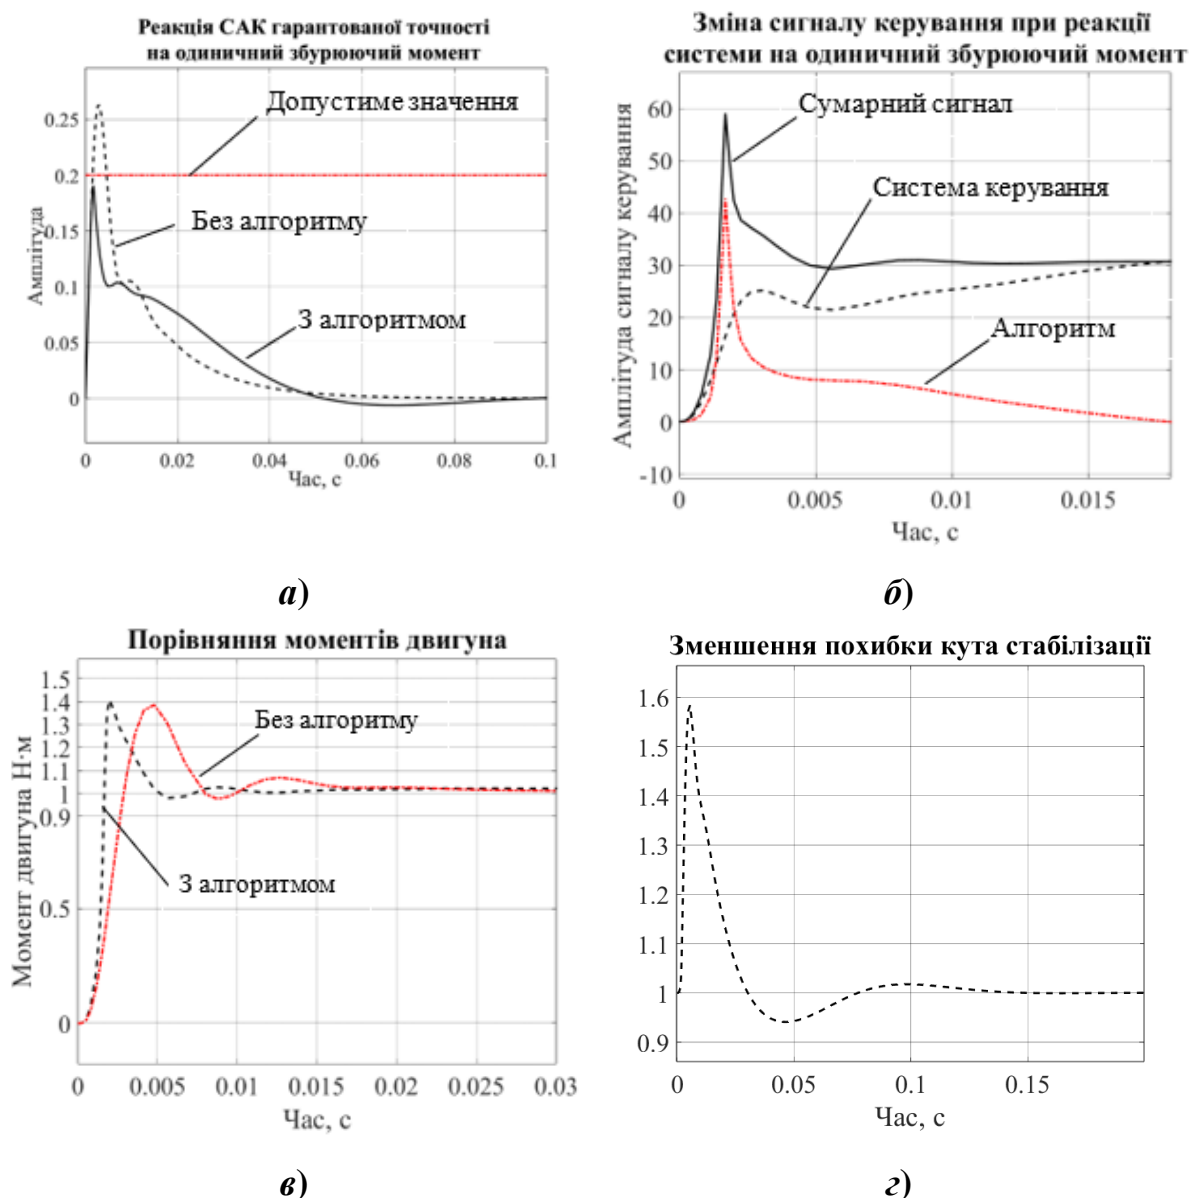 Реакція САК гарантованої точності
на одиничний збурюючий момент
Допустиме значення
Без алгоритму
З алгоритмом
Амплітуда
0.25
0.2
0.15
0.1
0.05
0
0 0.02 0.04 0.06 0.08 0.1
Час, с
а)
Зміна сигналу керування при реакції
системи на одиничний збурюючий момент
Сумарний сигнал
Система керування
Алгоритм
Амплітуда сигналу керування
60
50
40
30
20
10
0
-10
0 0.005 0.01 0.015
Час, с
б)
Порівняння моментів двигуна
Без алгоритму
З алгоритмом
Момент двигуна Н·м
1.5
1.4
1.3
1.2
1.1
1
0.9
0.5
0
0 0.005 0.01 0.015 0.02 0.025 0.03
Час, с
в)
Зменшення похибки кута стабілізації
1.6
1.5
1.4
1.3
1.2
1.1
1
0.9
0 0.05 0.1 0.15
Час, с
г)